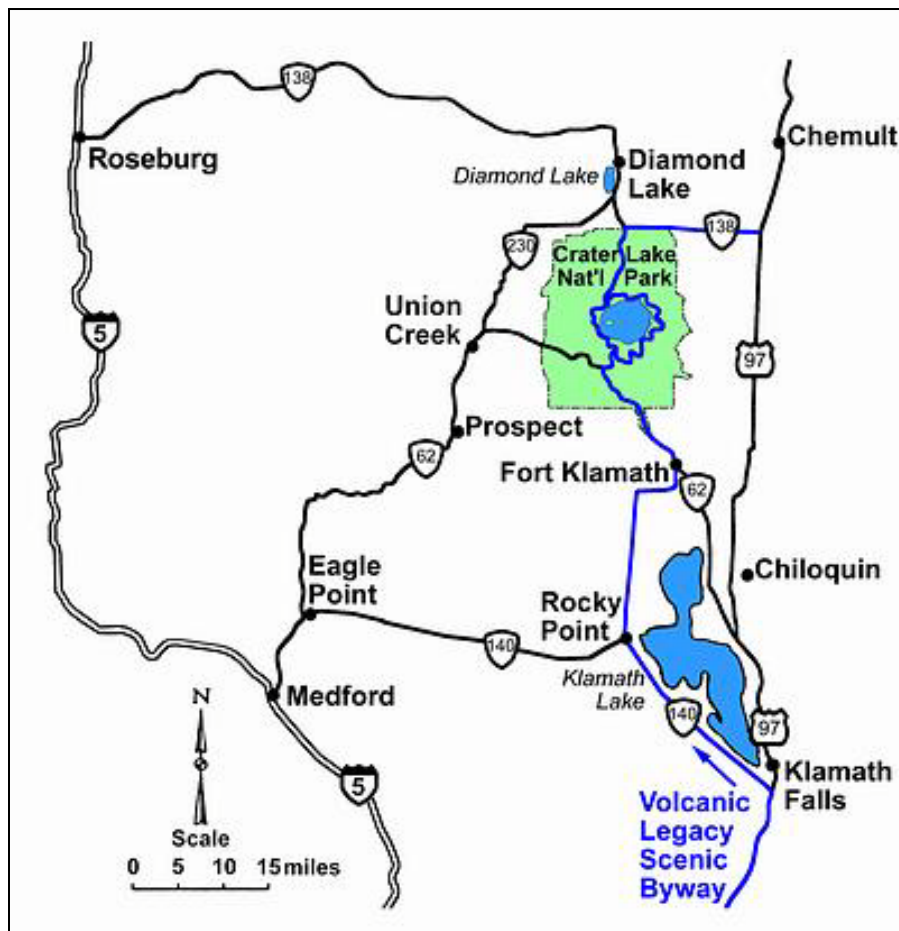 138
Roseburg
Chemult
Diamond
Lake
Diamond Lake
138
230
Crater Lake
Nat'l Park
Union
Creek
5
97
Prospect
62
Fort Klamath
62
Eagle
Point
Chiloquin
Rocky
Point
140
Klamath
Lake
Medford
N
140
97
Klamath
Falls
5
Volcanic
Legacy
Scenic
Byway
Scale
0 5 10 15 miles